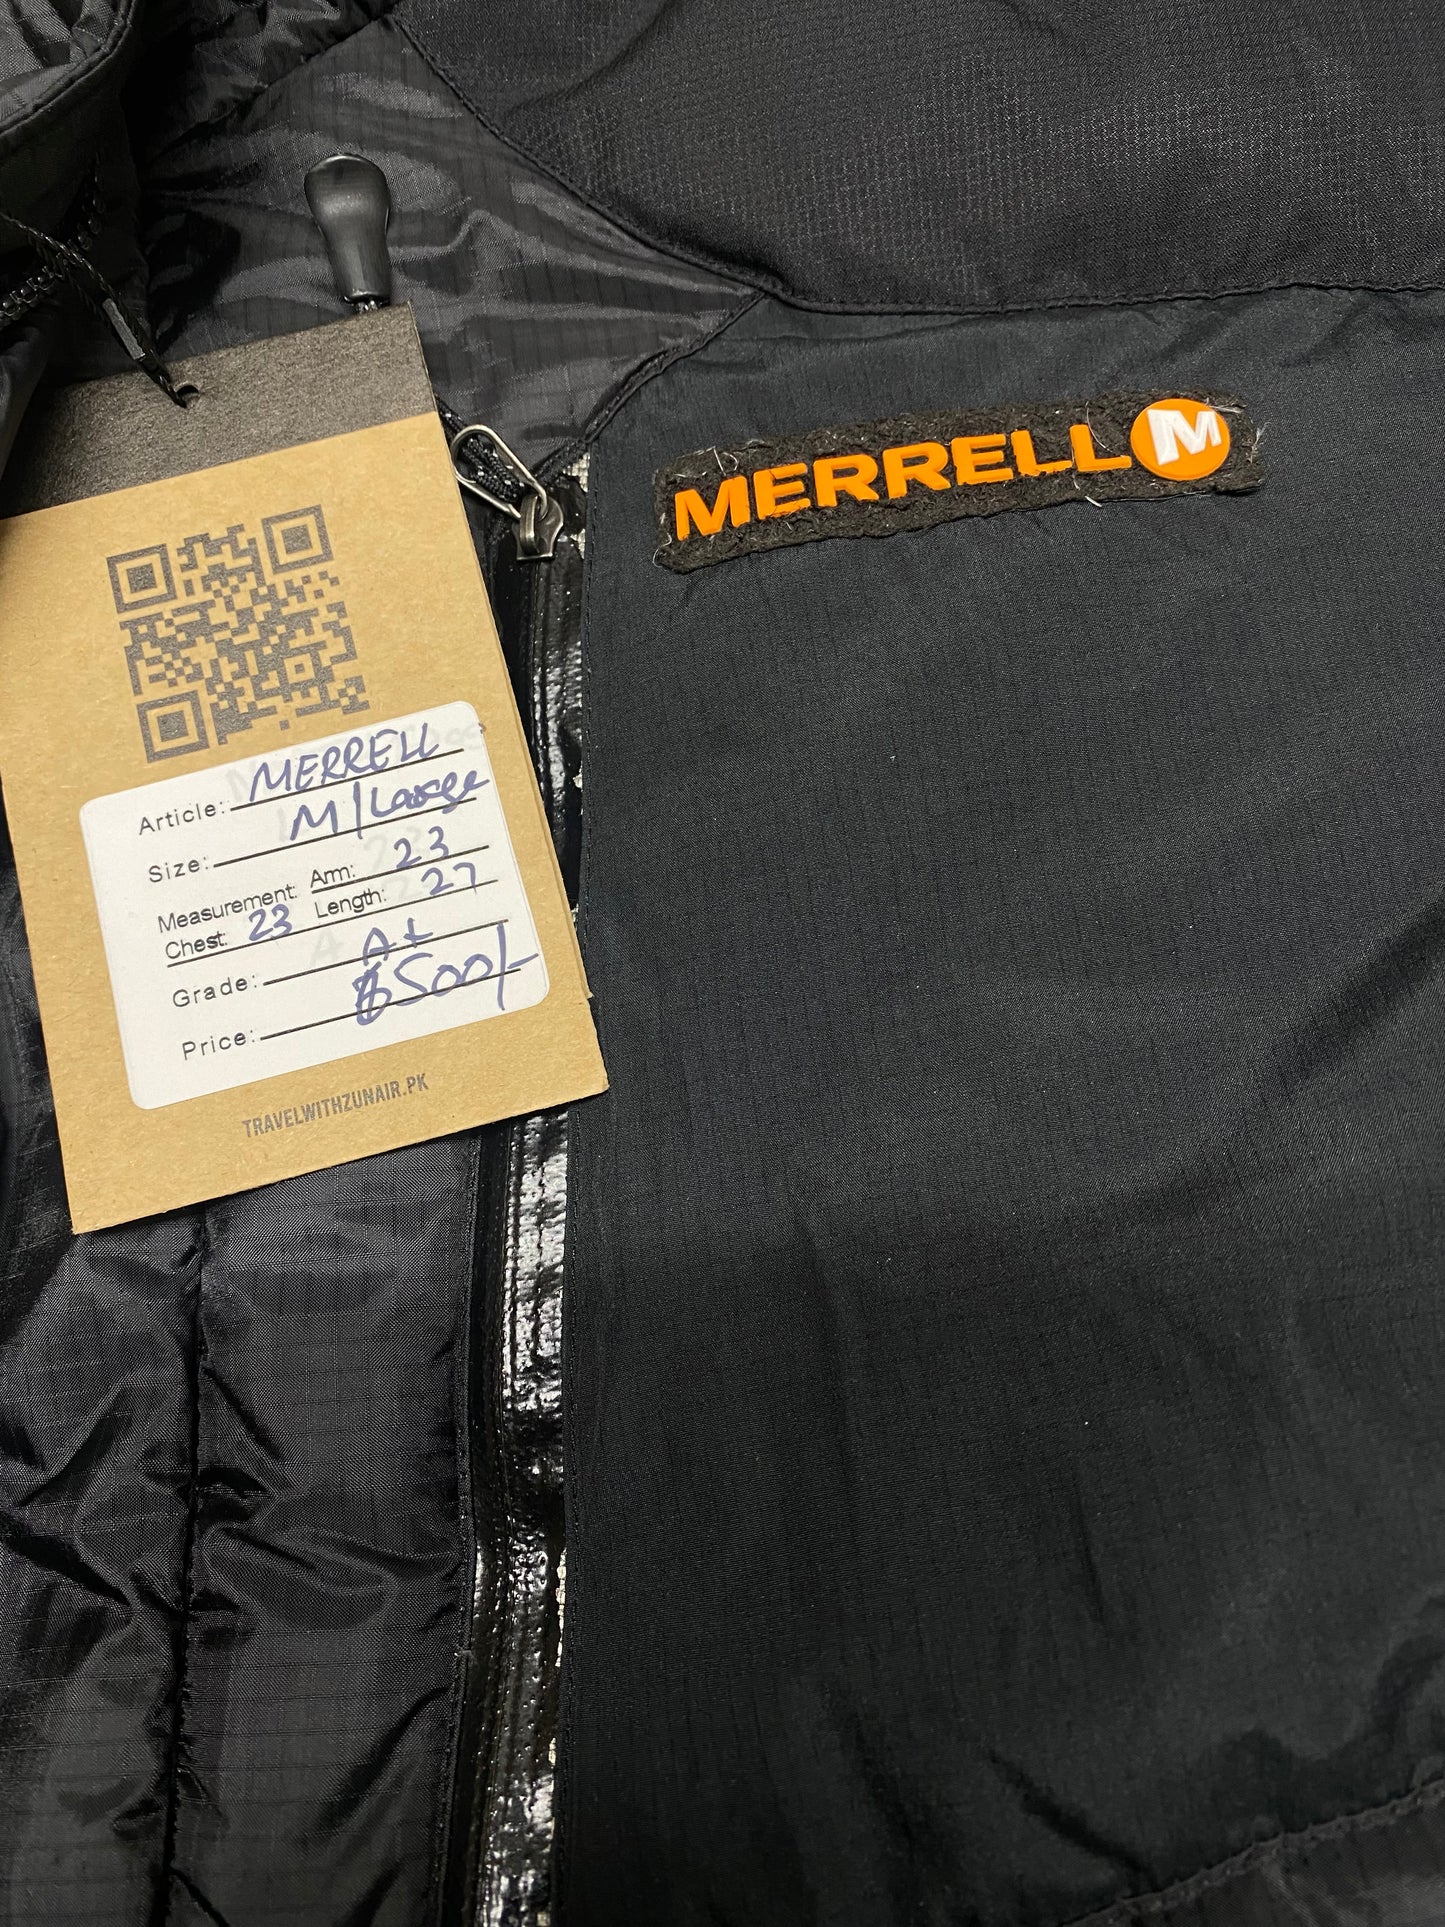 MERRELL M
Article: MERRELL
Size: M/Large
Measurement: Arm: 23
Chest: 23 Length: 27
Grade: A+
Price: 8500/-
TRAVELWITHZUNAIR.PK